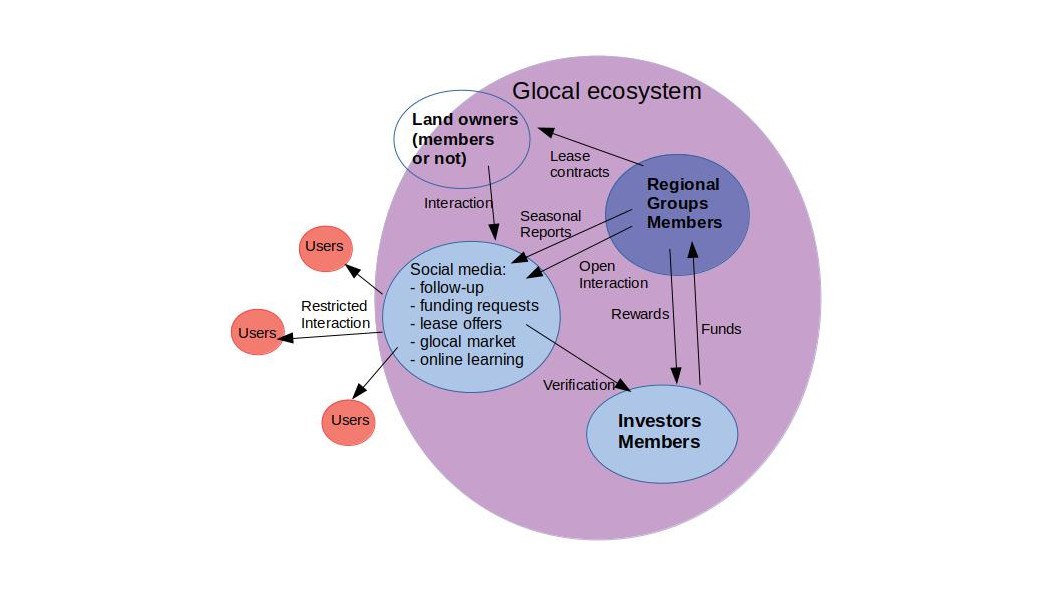 Glocal ecosystem
Land owners
(members
or not)
Lease
contracts
Regional
Groups
Members
Interaction
Seasonal
Reports
Users
Social media:
- follow-up
- funding requests
- lease offers
- glocal market
- online learning
Open
Interaction
Restricted
Interaction
Rewards
Funds
Users
Verification
Users
Investors
Members